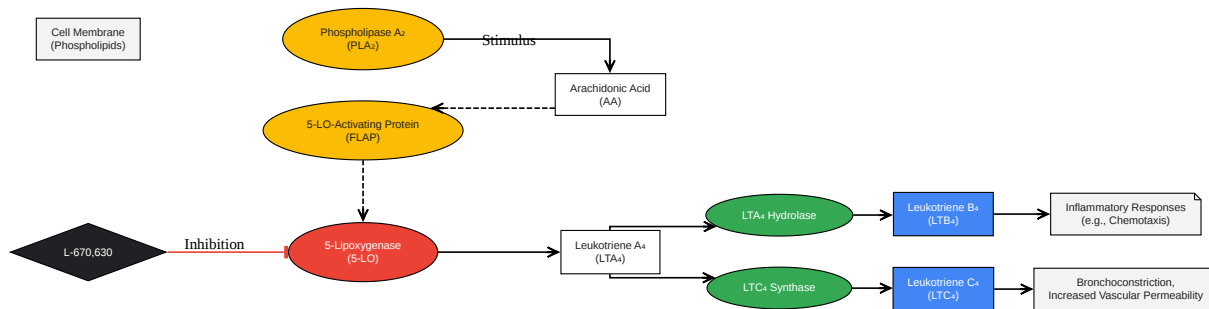 Cell Membrane
(Phospholipids)
Phospholipase A₂
(PLA₂)
Stimulus
Arachidonic Acid
(AA)
5-LO-Activating Protein
(FLAP)
L-670,630
Inhibition
5-Lipoxygenase
(5-LO)
Leukotriene A₄
(LTA₄)
LTA₄ Hydrolase
Leukotriene B₄
(LTB₄)
Inflammatory Responses
(e.g., Chemotaxis)
LTC₄ Synthase
Leukotriene C₄
(LTC₄)
Bronchoconstriction,
Increased Vascular Permeability